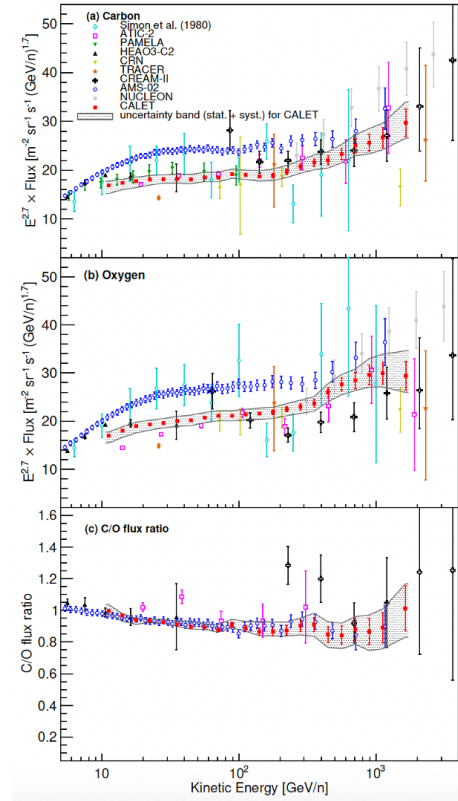 (a) Carbon
Simon et al. (1980)
ATIC-2
PAMELA
HEAO3-C2
CRN
TRACER
CREAM-II
AMS-02
NUCLEON
CALET
uncertainty band (stat. + syst.) for CALET
E^2.7 × Flux [m^-2 sr^-1 s^-1 (GeV/n)^1.7]
50
40
30
20
10
(b) Oxygen
E^2.7 × Flux [m^-2 sr^-1 s^-1 (GeV/n)^1.7]
50
40
30
20
10
(c) C/O flux ratio
C/O flux ratio
1.6
1.4
1.2
1
0.8
0.6
0.4
0.2
10
10^2
10^3
Kinetic Energy [GeV/n]